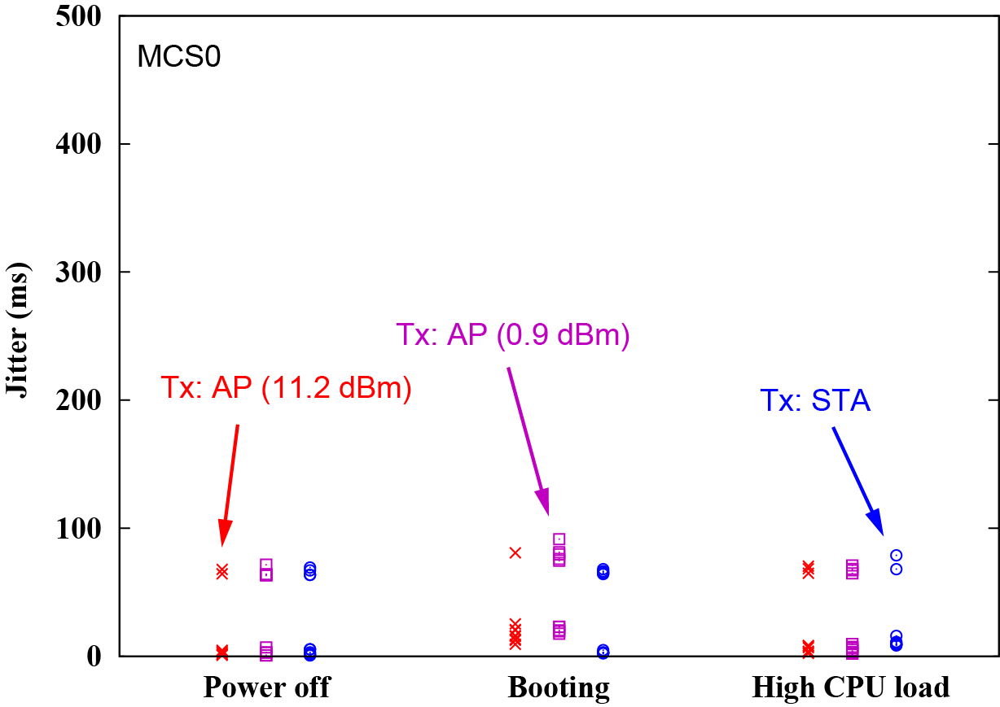 500
MCS0
400
300
Jitter (ms)
Tx: AP (0.9 dBm)
Tx: AP (11.2 dBm)
200
Tx: STA
100
0
Power off
Booting
High CPU load